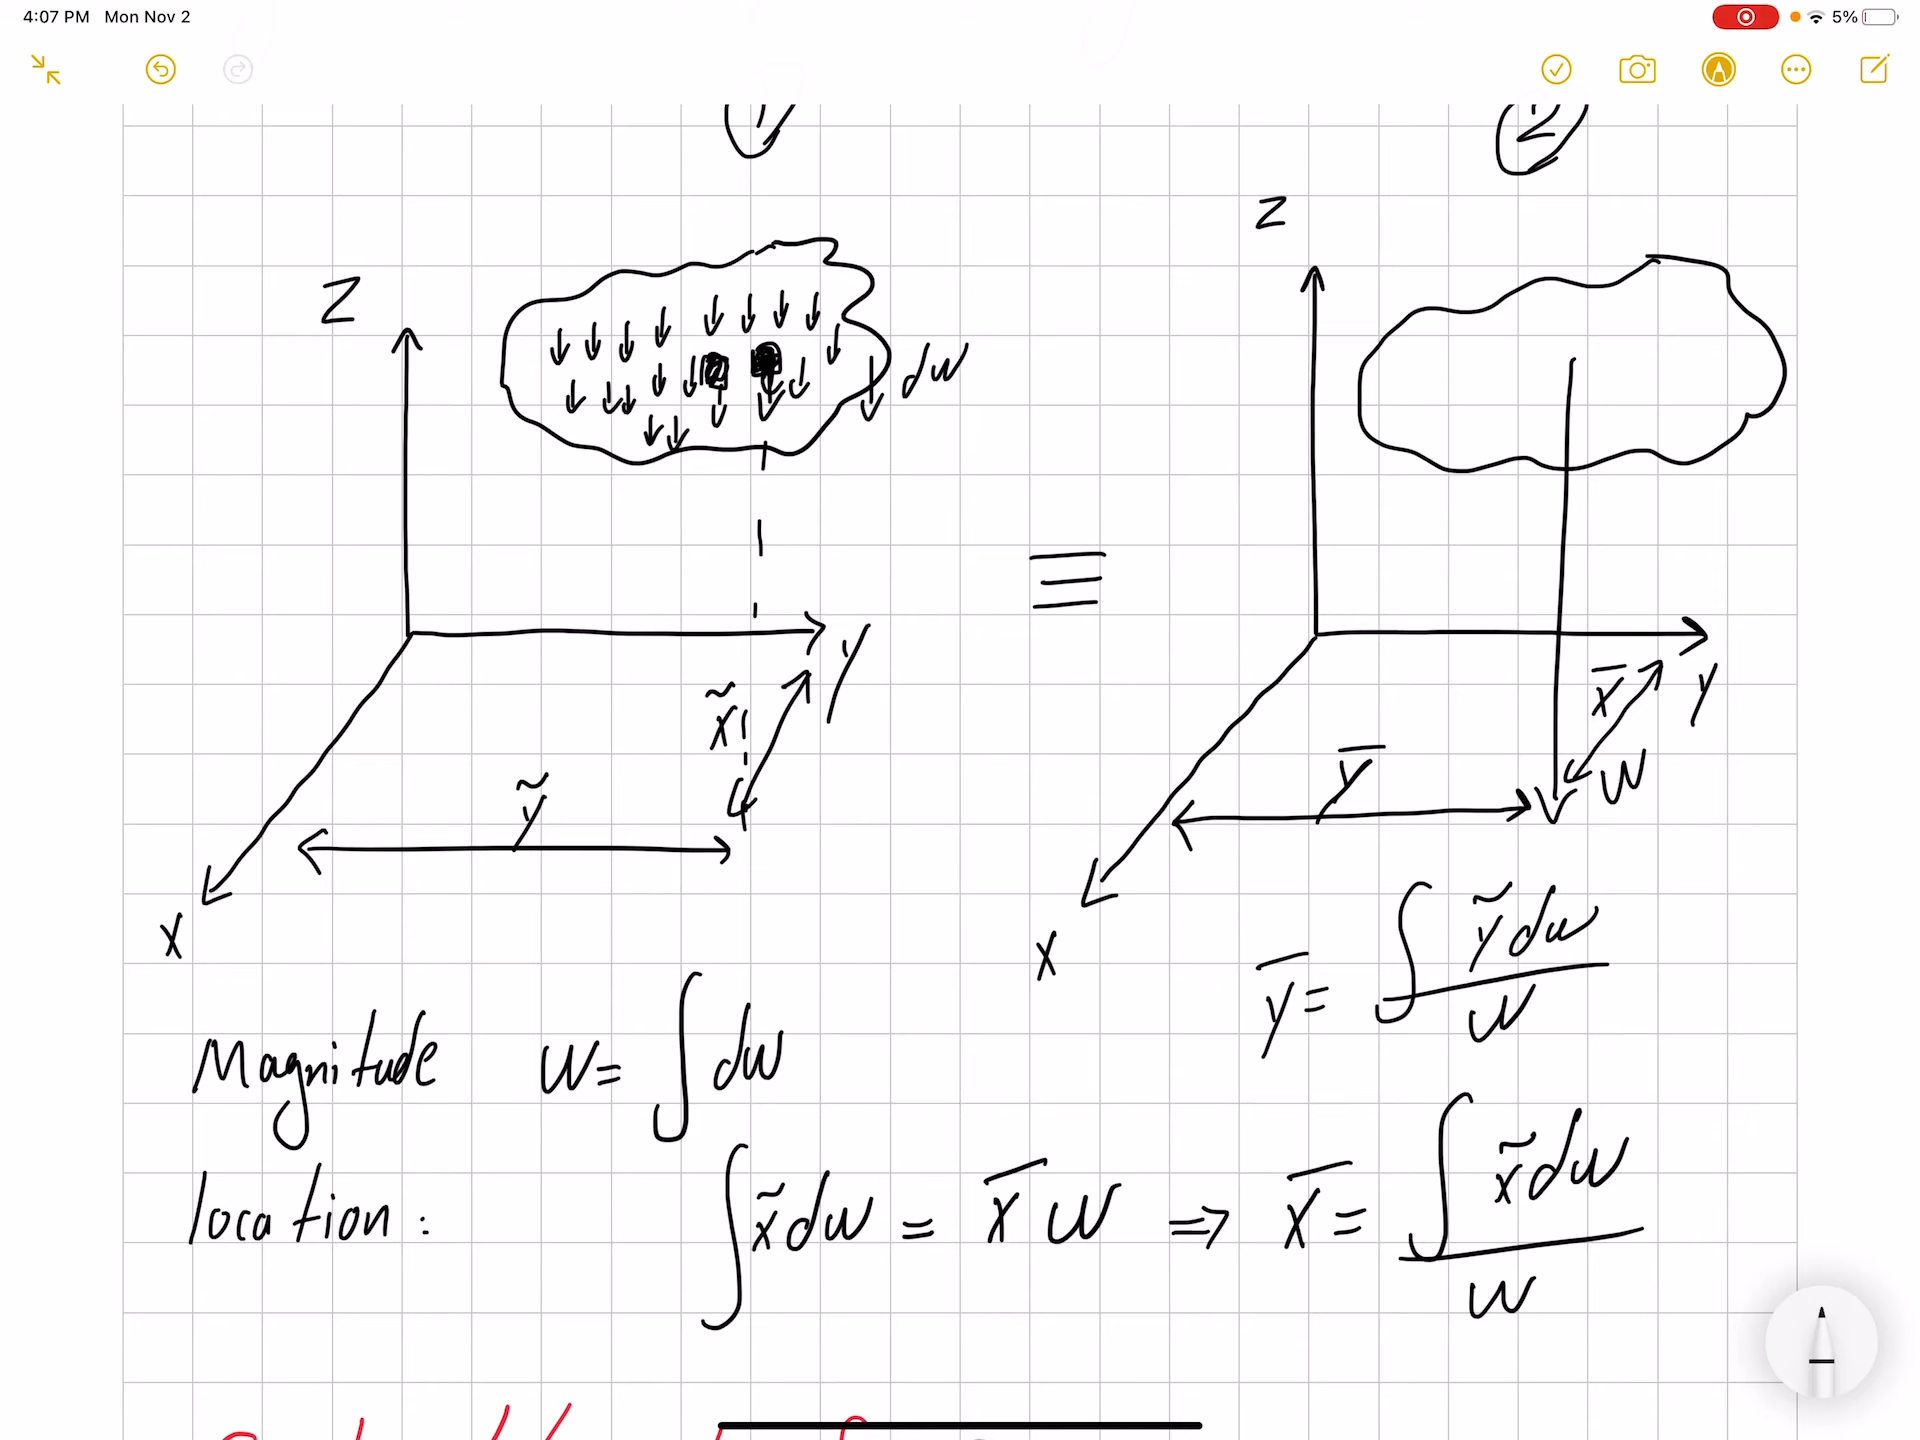 4:07 PM Mon Nov 2
5%
1
2
Z
dw
x̃
y
ỹ
x
≡
Z
x̄
y
ȳ
W
x
ȳ = ∫ỹdw / W
Magnitude W = ∫dw
location: ∫x̃dw = x̄ W ⇒ x̄ = ∫x̃dw / W